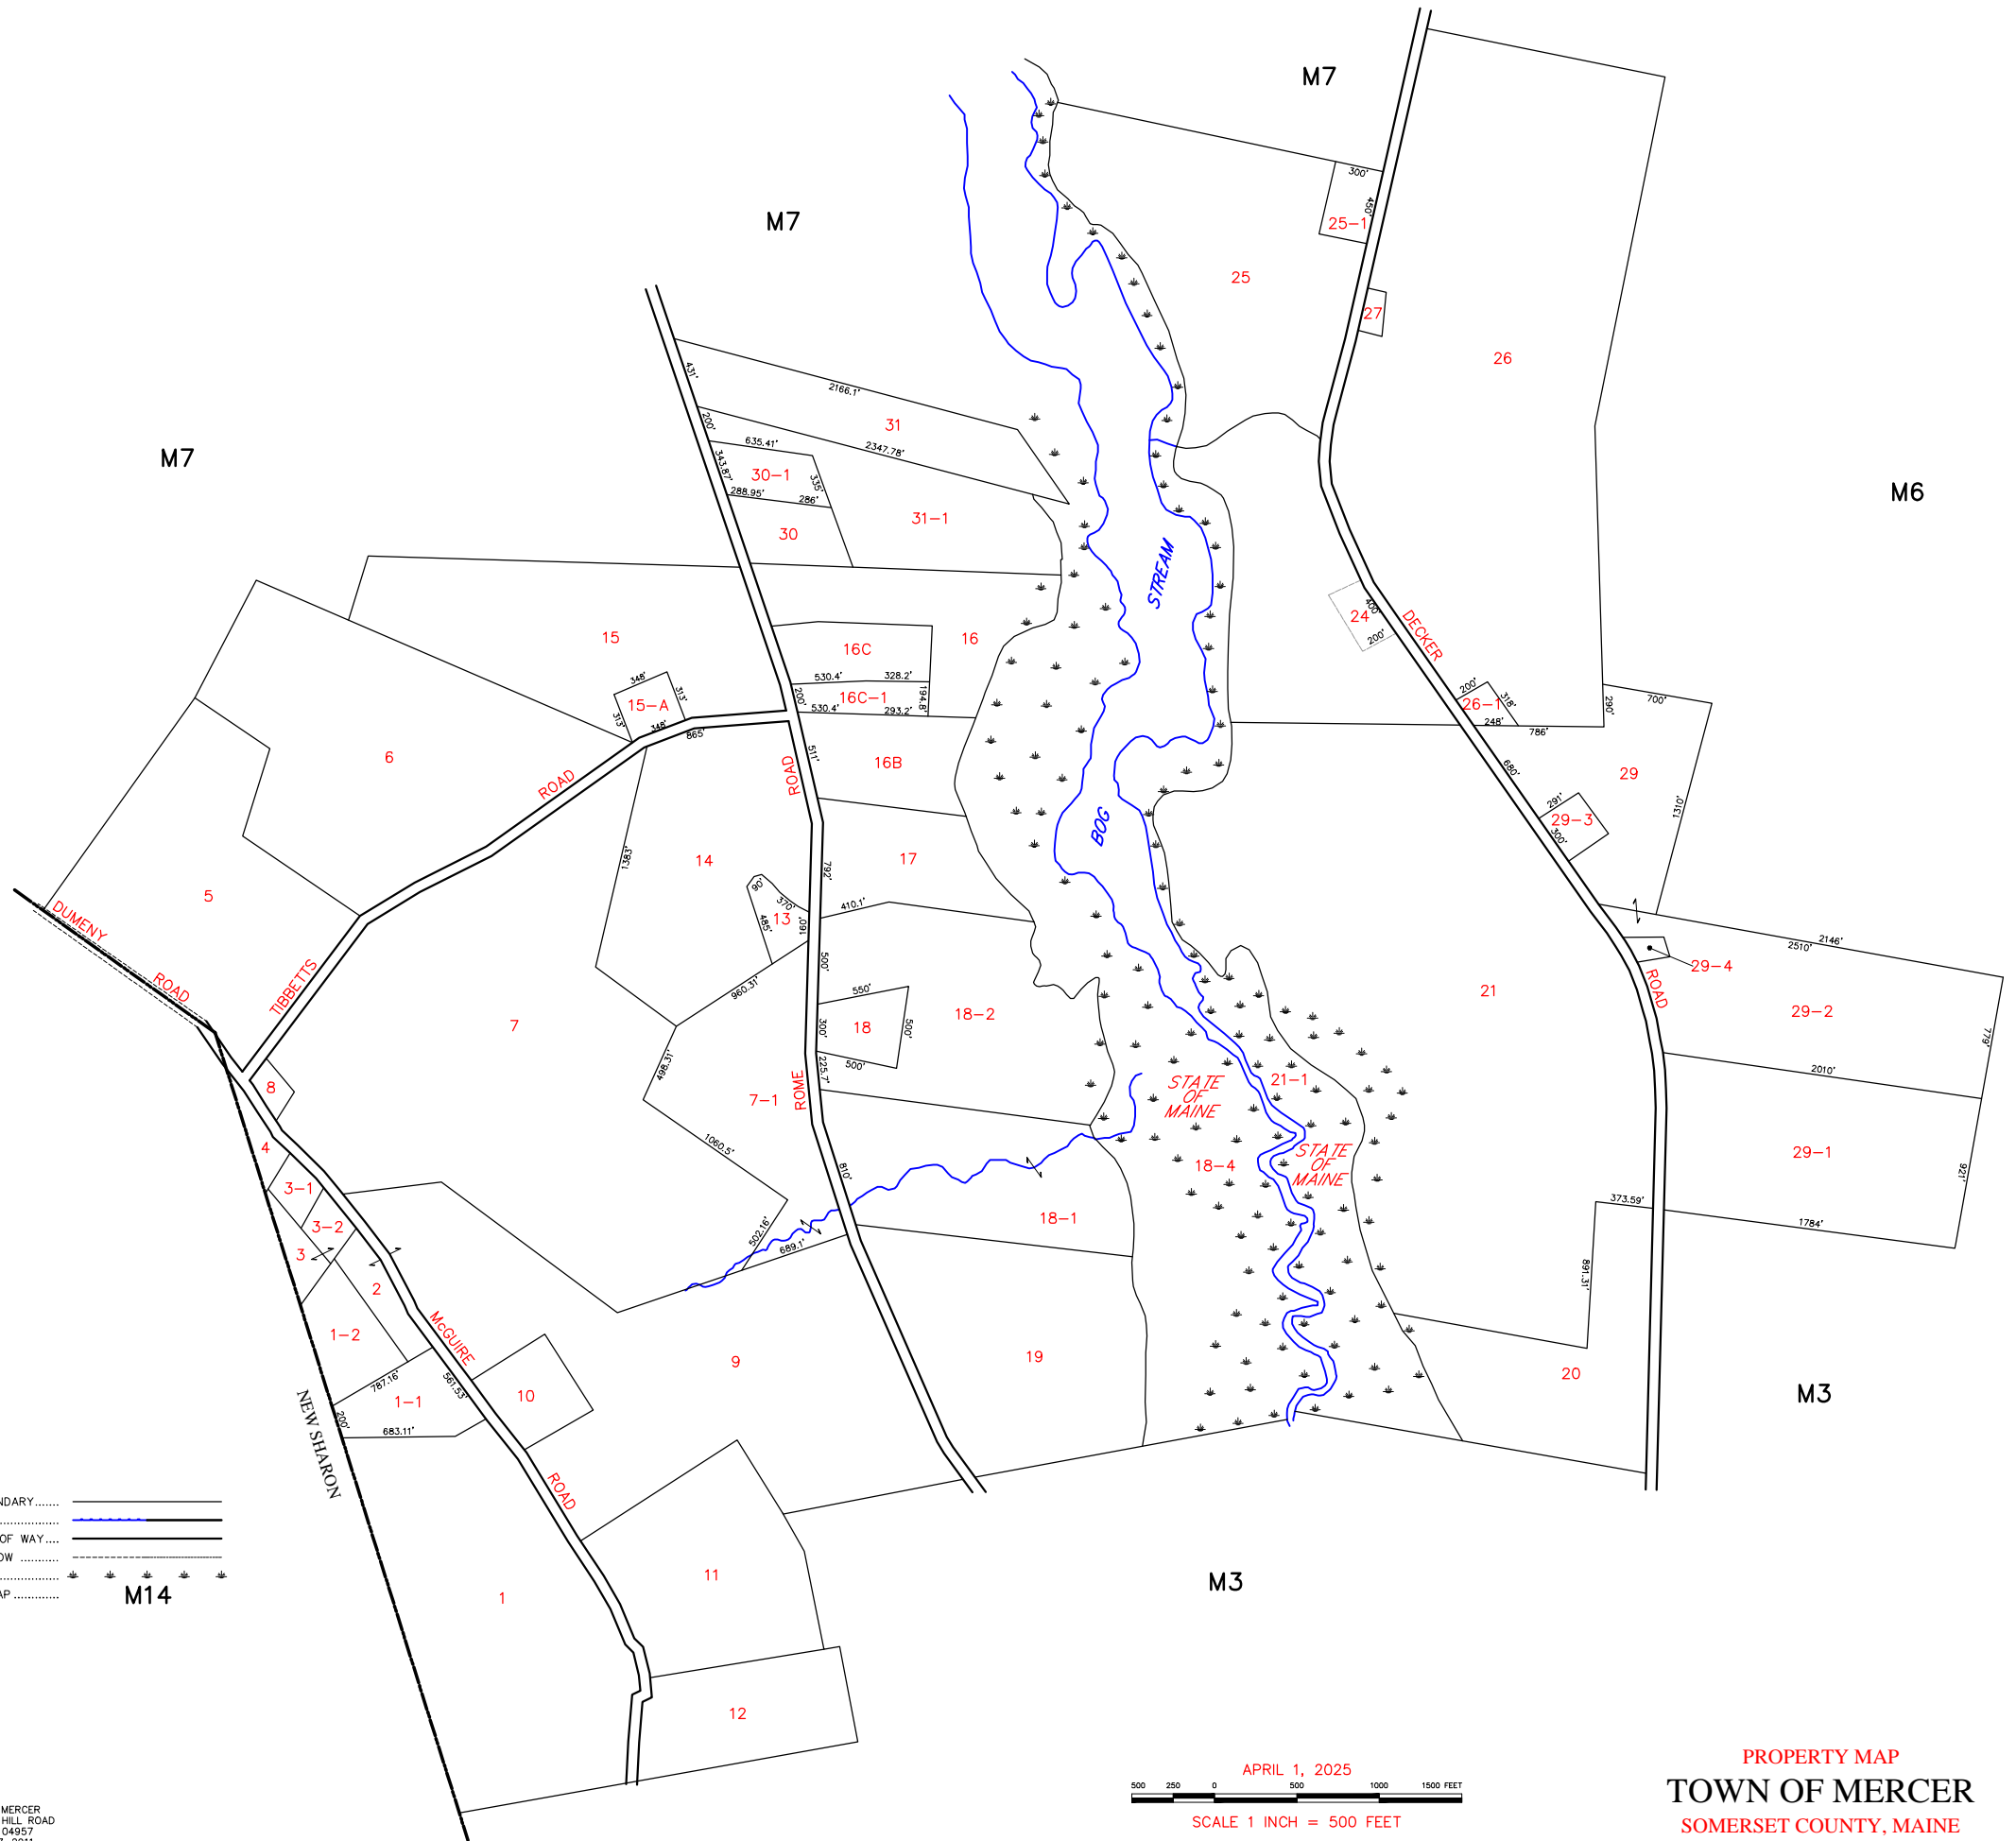 M7
300'
450'
25-1
M7
25
27
26
431'
2166.1'
31
200'
635.41'
2347.78'
M7
343.87'
30-1
335'
288.95'
286'
31-1
30
M6
STREAM
24
400'
200'
DECKER
15
16C
16
348'
313'
15-A
313'
348'
865'
530.4'
328.2'
200'
16C-1
194.8'
530.4'
293.2'
200'
318'
26-1
248'
786'
290'
700'
6
ROAD
511'
ROAD
16B
680'
29
1310'
291'
29-3
300'
BOG
14
1383'
17
792'
5
90'
370'
13
485'
160'
410.1'
DUMENY
ROAD
TIBBETTS
2146'
2510'
29-4
ROAD
960.31'
500'
550'
18
500'
300'
500'
225.7'
18-2
21
29-2
779'
7
498.31'
7-1
ROME
STATE
OF
MAINE
21-1
2010'
8
4
1060.5'
810'
18-4
STATE
OF
MAINE
29-1
921'
3-1
3-2
3
502.16'
689.1'
18-1
373.59'
1784'
891.31'
2
1-2
McGUIRE
9
19
20
M3
787.16'
561.53'
10
1-1
200'
683.11'
NEW SHARON
ROAD
NDARY.......
OF WAY....
OW ...........
AP .............
M14
1
11
M3
12
APRIL 1, 2025
500 250 0 500 1000 1500 FEET
SCALE 1 INCH = 500 FEET
PROPERTY MAP
TOWN OF MERCER
SOMERSET COUNTY, MAINE
MERCER
HILL ROAD
04957